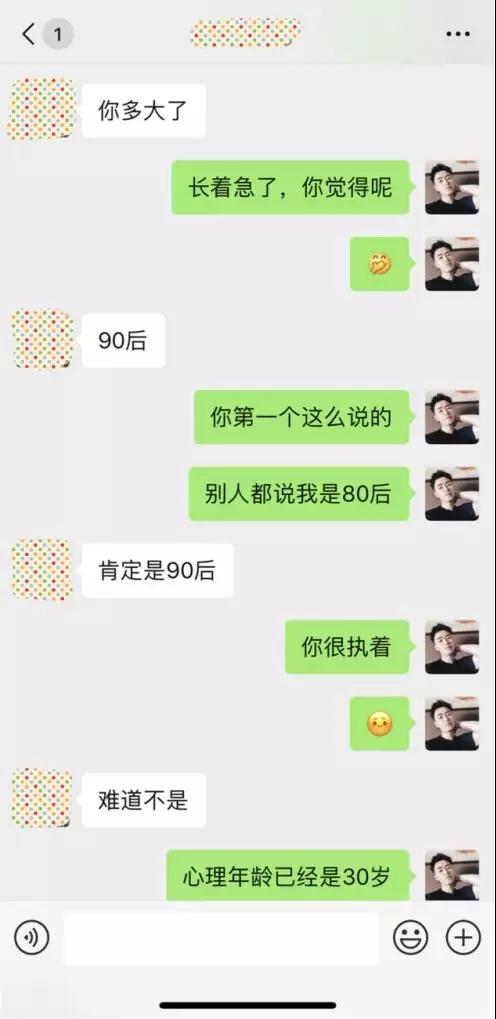 1
你多大了
长着急了，你觉得呢
90后
你第一个这么说的
别人都说我是80后
肯定是90后
你很执着
难道不是
心理年龄已经是30岁